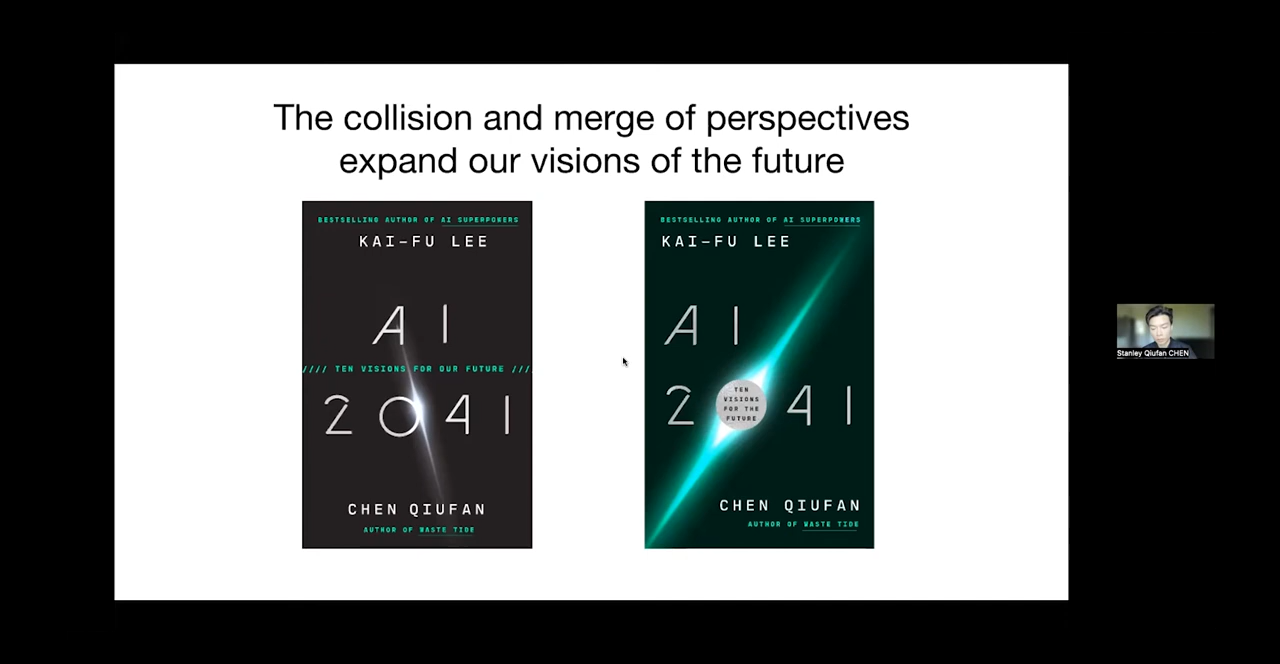 The collision and merge of perspectives
expand our visions of the future
BESTSELLING AUTHOR OF AI SUPERPOWERS
KAI-FU LEE
AI
//// TEN VISIONS FOR OUR FUTURE ////
2041
CHEN QIUFAN
AUTHOR OF WASTE TIDE
BESTSELLING AUTHOR OF AI SUPERPOWERS
KAI-FU LEE
AI
2041
TEN
VISIONS
FOR THE
FUTURE
CHEN QIUFAN
AUTHOR OF WASTE TIDE
Stanley Qiufan CHEN